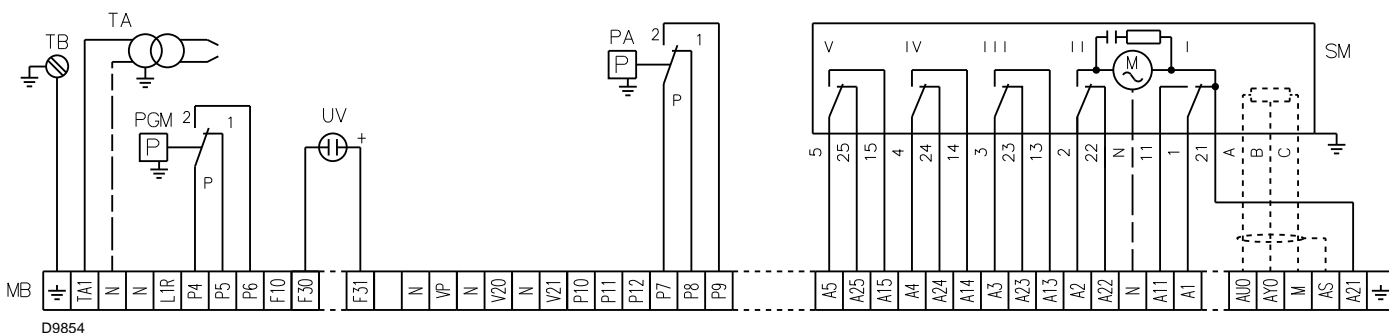 TA
TB
PGM
P
2
1
P
UV
+
PA
P
2
1
P
V
IV
III
II
I
M
SM
5
25
15
4
24
14
3
23
13
2
22
N
11
1
21
A
B
C
MB
TA1
N
N
L1R
P4
P5
P6
F10
F30
F31
N
VP
N
V20
N
V21
P10
P11
P12
P7
P8
P9
A5
A25
A15
A4
A24
A14
A3
A23
A13
A2
A22
N
A11
A1
AU0
AY0
M
AS
A21
D9854